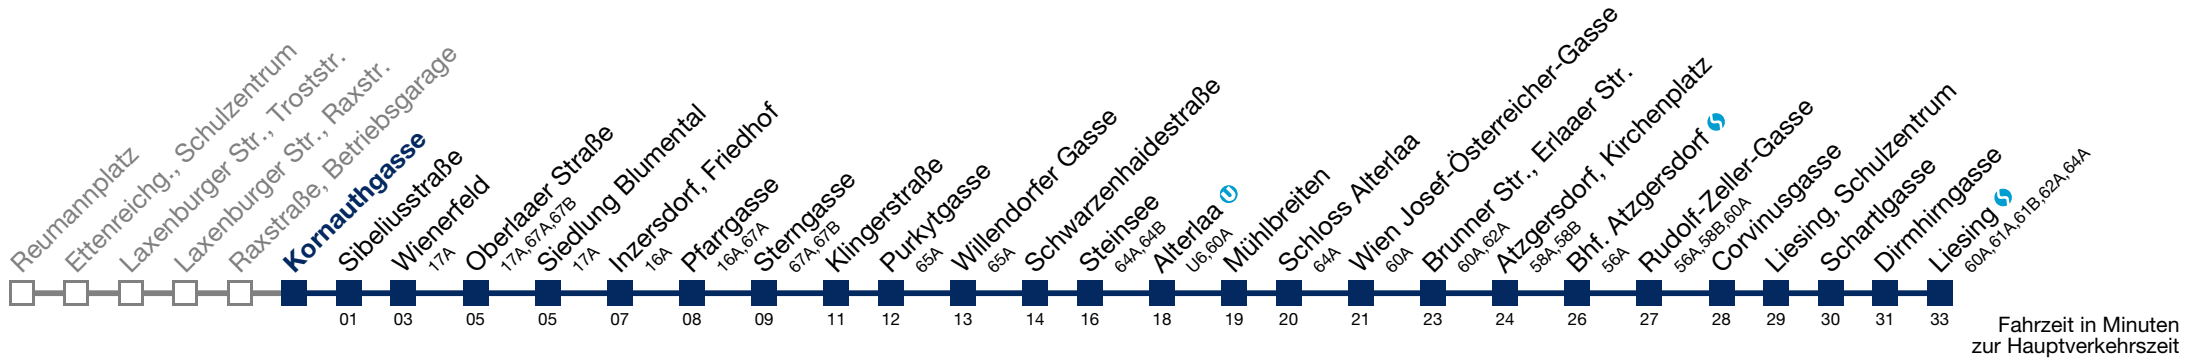 Reumannplatz
Ettenreichg., Schulzentrum
Laxenburger Str., Troststr.
Laxenburger Str., Raxstr.
Raxstraße, Betriebsgarage
Kornauthgasse
Sibeliusstraße
Wienerfeld
17A
Oberlaaer Straße
17A,67A,67B
Siedlung Blumental
17A
Inzersdorf, Friedhof
16A
Pfarrgasse
16A,67A
Sterngasse
67A,67B
Klingerstraße
Purkytgasse
65A
Willendorfer Gasse
65A
Schwarzenhaidestraße
Steinsee
64A,64B
Alterlaa U
U6,60A
Mühlbreiten
Schloss Alterlaa
64A
Wien Josef-Österreicher-Gasse
60A
Brunner Str., Erlaaer Str.
60A,62A
Atzgersdorf, Kirchenplatz
58A,58B
Bhf. Atzgersdorf
56A
Rudolf-Zeller-Gasse
56A,58B,60A
Corvinusgasse
Liesing, Schulzentrum
Schartlgasse
Dirmhirngasse
Liesing
60A,61A,61B,62A,64A
01 03 05 05 07 08 09 11 12 13 14 16 18 19 20 21 23 24 26 27 28 29 30 31 33
Fahrzeit in Minuten
zur Hauptverkehrszeit